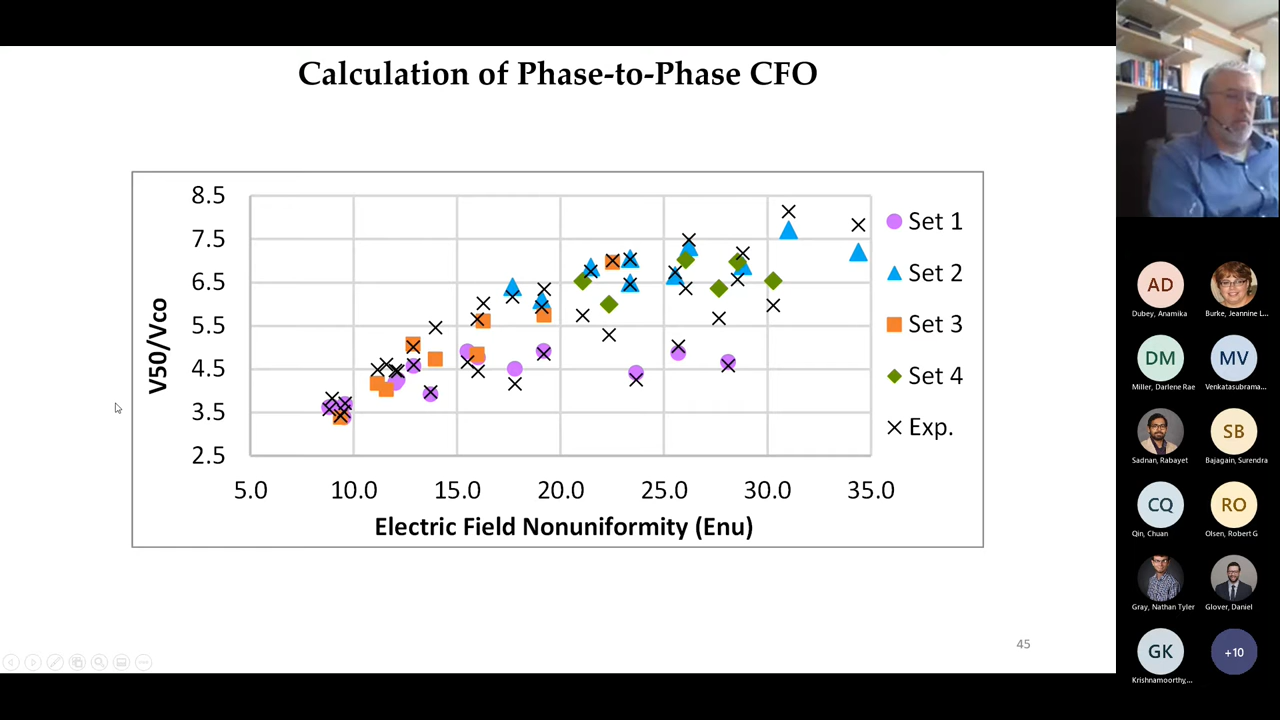 Calculation of Phase-to-Phase CFO
8.5
7.5
6.5
5.5
4.5
3.5
2.5
V50/Vco
5.0 10.0 15.0 20.0 25.0 30.0 35.0
Electric Field Nonuniformity (Enu)
Set 1
Set 2
Set 3
Set 4
Exp.
45
AD
Dubey, Anamika
Burke, Jeannine L...
DM
Miller, Darlene Rae
MV
Venkatasubrama...
Sadnan, Rabayet
SB
Bajagain, Surendra
CQ
Qin, Chuan
RO
Olsen, Robert G
Gray, Nathan Tyler
Glover, Daniel
GK
Krishnamoorthy,...
+10